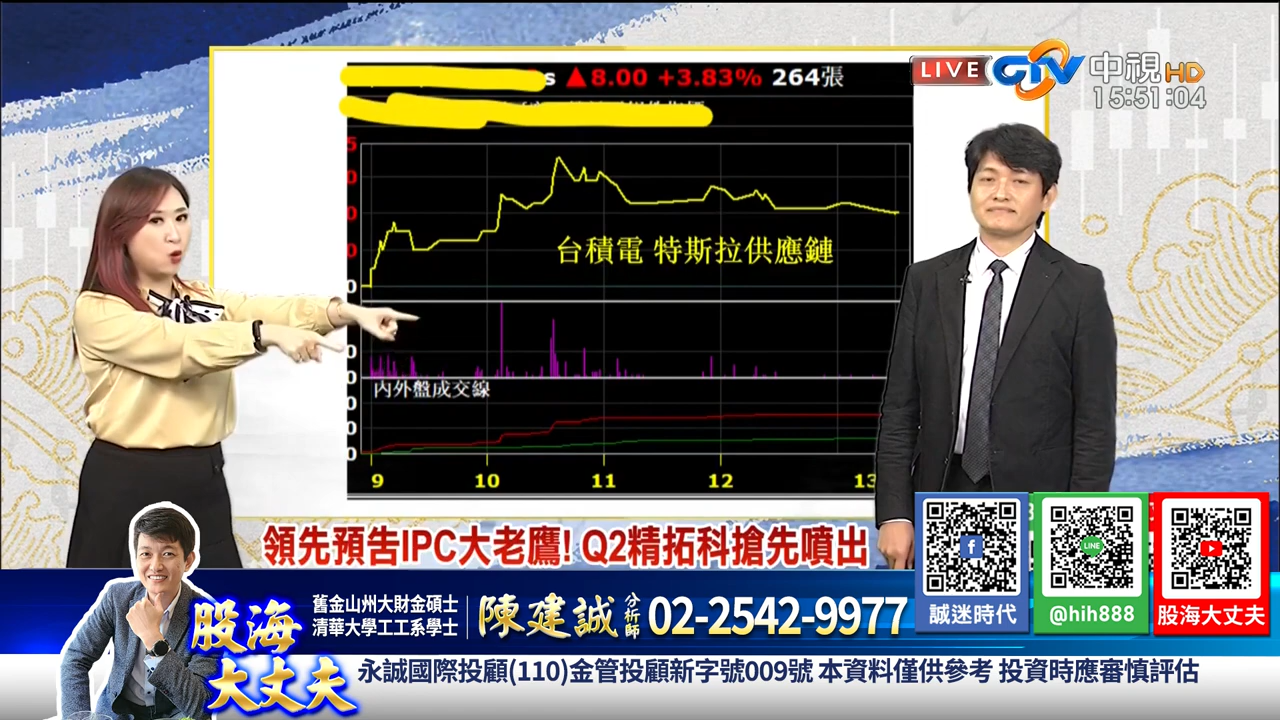 s ▲8.00 +3.83% 264張
LIVE CTV 中視HD
15:51:04
台積電 特斯拉供應鏈
內外盤成交線
9 10 11 12 13
領先預告IPC大老鷹! Q2精拓科搶先噴出
股海大丈夫
舊金山州大財金碩士
清華大學工工系學士
陳建誠 分析師 02-2542-9977
誠迷時代
LINE
@hih888
股海大丈夫
永誠國際投顧(110)金管投顧新字號009號 本資料僅供參考 投資時應審慎評估